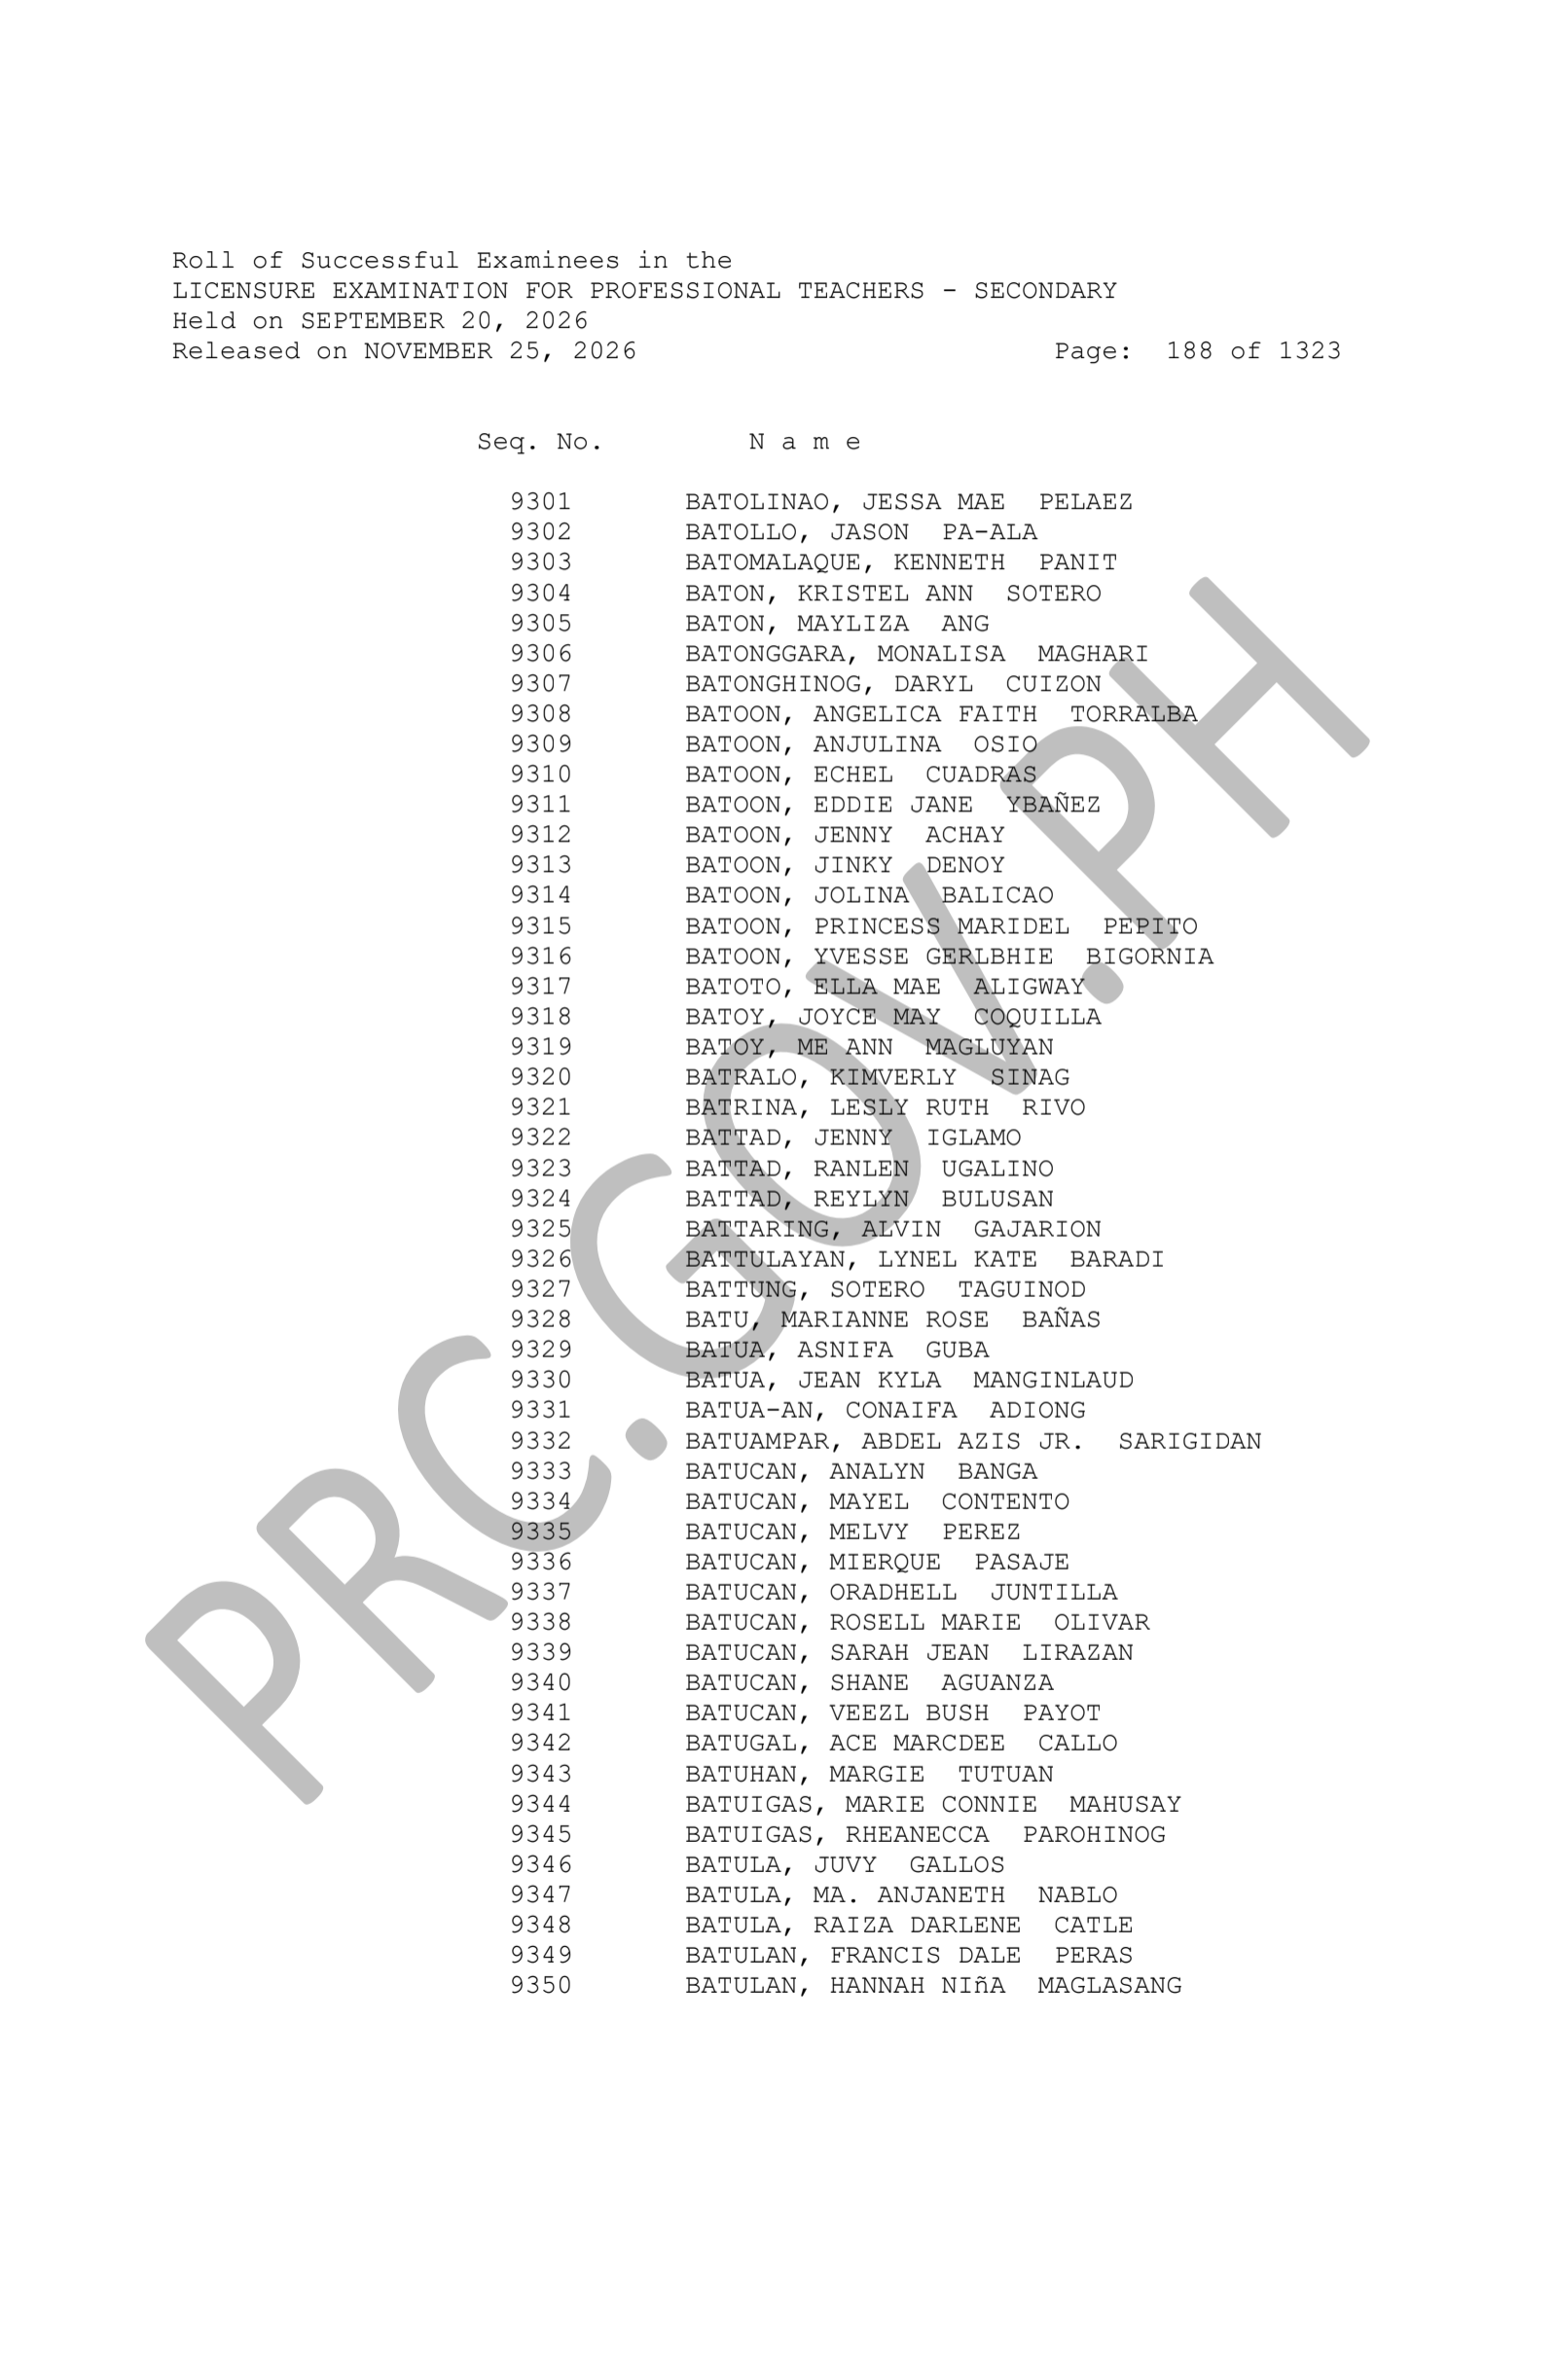 Roll of Successful Examinees in the
LICENSURE EXAMINATION FOR PROFESSIONAL TEACHERS - SECONDARY
Held on SEPTEMBER 20, 2026
Released on NOVEMBER 25, 2026 Page: 188 of 1323
Seq. No. N a m e
9301 BATOLINAO, JESSA MAE PELAEZ
9302 BATOLLO, JASON PA-ALA
9303 BATOMALAQUE, KENNETH PANIT
9304 BATON, KRISTEL ANN SOTERO
9305 BATON, MAYLIZA ANG
9306 BATONGGARA, MONALISA MAGHARI
9307 BATONGHINOG, DARYL CUIZON
9308 BATOON, ANGELICA FAITH TORRALBA
9309 BATOON, ANJULINA OSIO
9310 BATOON, ECHEL CUADRAS
9311 BATOON, EDDIE JANE YBAÑEZ
9312 BATOON, JENNY ACHAY
9313 BATOON, JINKY DENOY
9314 BATOON, JOLINA BALICAO
9315 BATOON, PRINCESS MARIDEL PEPITO
9316 BATOON, YVESSE GERLBHIE BIGORNIA
9317 BATOTO, ELLA MAE ALIGWAY
9318 BATOY, JOYCE MAY COQUILLA
9319 BATOY, ME ANN MAGLUYAN
9320 BATRALO, KIMVERLY SINAG
9321 BATRINA, LESLY RUTH RIVO
9322 BATTAD, JENNY IGLAMO
9323 BATTAD, RANLEN UGALINO
9324 BATTAD, REYLYN BULUSAN
9325 BATTARING, ALVIN GAJARION
9326 BATTULAYAN, LYNEL KATE BARADI
9327 BATTUNG, SOTERO TAGUINOD
9328 BATU, MARIANNE ROSE BAÑAS
9329 BATUA, ASNIFA GUBA
9330 BATUA, JEAN KYLA MANGINLAUD
9331 BATUA-AN, CONAIFA ADIONG
9332 BATUAMPAR, ABDEL AZIS JR. SARIGIDAN
9333 BATUCAN, ANALYN BANGA
9334 BATUCAN, MAYEL CONTENTO
9335 BATUCAN, MELVY PEREZ
9336 BATUCAN, MIERQUE PASAJE
9337 BATUCAN, ORADHELL JUNTILLA
9338 BATUCAN, ROSELL MARIE OLIVAR
9339 BATUCAN, SARAH JEAN LIRAZAN
9340 BATUCAN, SHANE AGUANZA
9341 BATUCAN, VEEZL BUSH PAYOT
9342 BATUGAL, ACE MARCDEE CALLO
9343 BATUHAN, MARGIE TUTUAN
9344 BATUIGAS, MARIE CONNIE MAHUSAY
9345 BATUIGAS, RHEANECCA PAROHINOG
9346 BATULA, JUVY GALLOS
9347 BATULA, MA. ANJANETH NABLO
9348 BATULA, RAIZA DARLENE CATLE
9349 BATULAN, FRANCIS DALE PERAS
9350 BATULAN, HANNAH NIñA MAGLASANG
PRC.GOV.PH